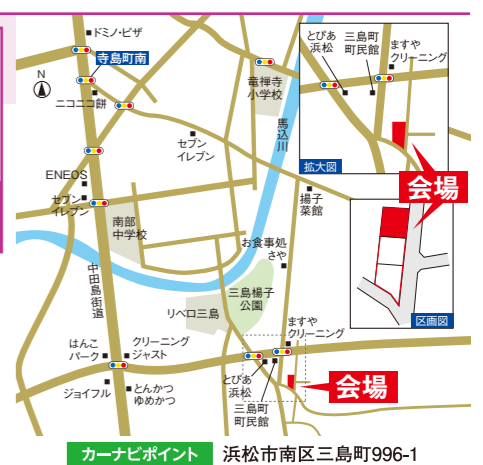 ドミノ・ピザ
寺島町南
N
ニコニコ餅
竜禅寺
小学校
馬込川
セブン
イレブン
ENEOS
セブン
イレブン
南部
中学校
中田島街道
お食事処
さや
揚子
菜館
三島楊子
公園
リベロ三島
ますや
クリーニング
はんこ
パーク
クリーニング
ジャスト
ジョイフル
とんかつ
ゆめかつ
とぴあ
浜松
三島町
町民館
会場
とぴあ
浜松
三島町
町民館
ますや
クリーニング
拡大図
会場
区画図
カーナビポイント 浜松市南区三島町996-1